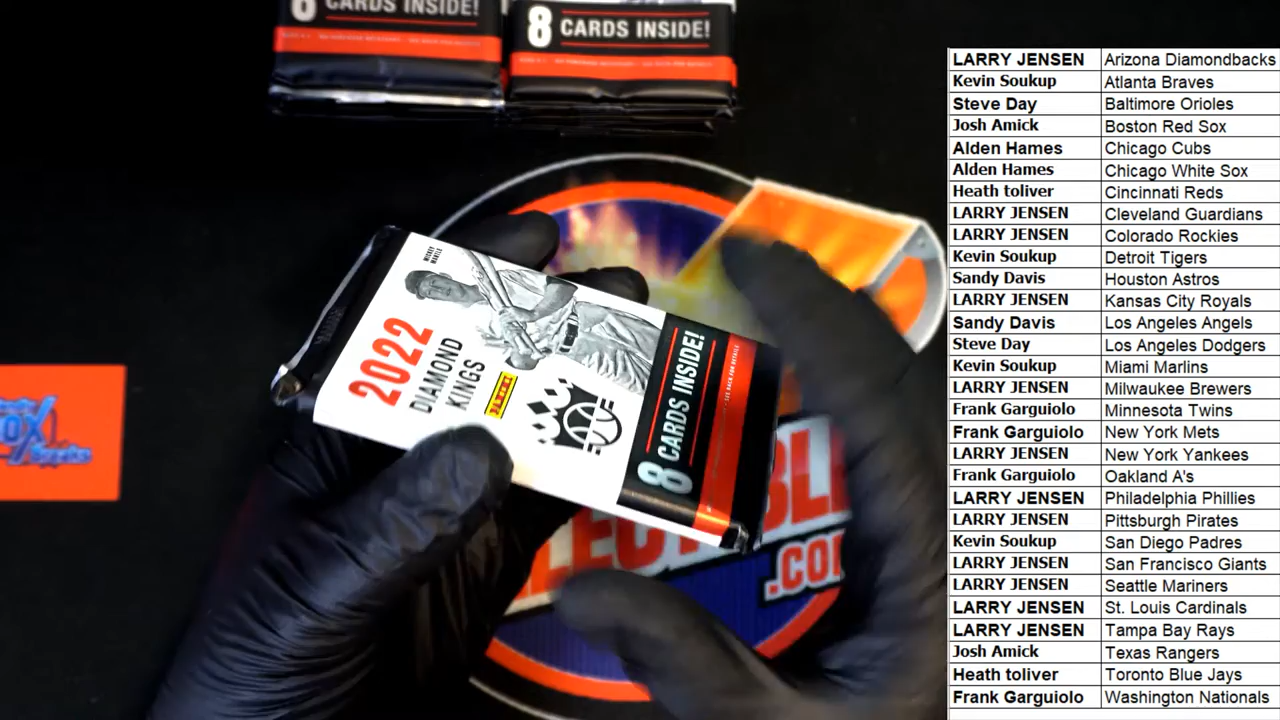 8 CARDS INSIDE!
8 CARDS INSIDE!
MICKEY
MANTLE
2022
DIAMOND
KINGS
PANINI
8 CARDS INSIDE!
.CO
LARRY JENSEN Arizona Diamondbacks
Kevin Soukup Atlanta Braves
Steve Day Baltimore Orioles
Josh Amick Boston Red Sox
Alden Hames Chicago Cubs
Alden Hames Chicago White Sox
Heath toliver Cincinnati Reds
LARRY JENSEN Cleveland Guardians
LARRY JENSEN Colorado Rockies
Kevin Soukup Detroit Tigers
Sandy Davis Houston Astros
LARRY JENSEN Kansas City Royals
Sandy Davis Los Angeles Angels
Steve Day Los Angeles Dodgers
Kevin Soukup Miami Marlins
LARRY JENSEN Milwaukee Brewers
Frank Garguiolo Minnesota Twins
Frank Garguiolo New York Mets
LARRY JENSEN New York Yankees
Frank Garguiolo Oakland A's
LARRY JENSEN Philadelphia Phillies
LARRY JENSEN Pittsburgh Pirates
Kevin Soukup San Diego Padres
LARRY JENSEN San Francisco Giants
LARRY JENSEN Seattle Mariners
LARRY JENSEN St. Louis Cardinals
LARRY JENSEN Tampa Bay Rays
Josh Amick Texas Rangers
Heath toliver Toronto Blue Jays
Frank Garguiolo Washington Nationals